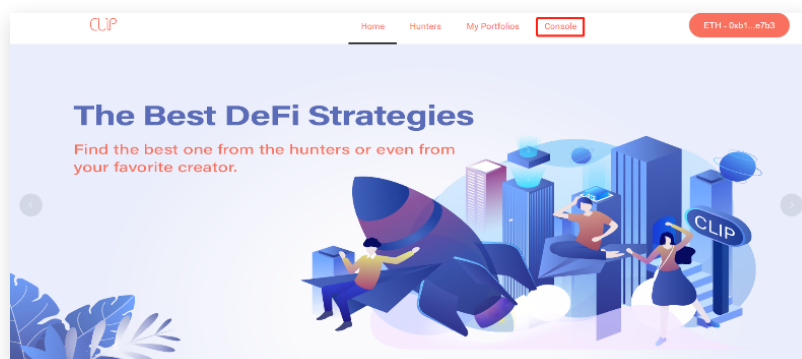 CLIP
Home Hunters My Portfolios Console ETH - 0xb1...e7b3
The Best DeFi Strategies
Find the best one from the hunters or even from
your favorite creator.
CLIP